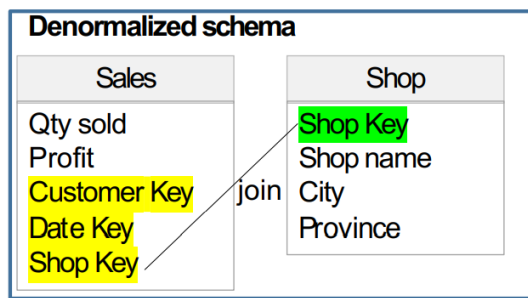 Denormalized schema
Sales
Qty sold
Profit
Customer Key
Date Key
Shop Key
join
Shop
Shop Key
Shop name
City
Province